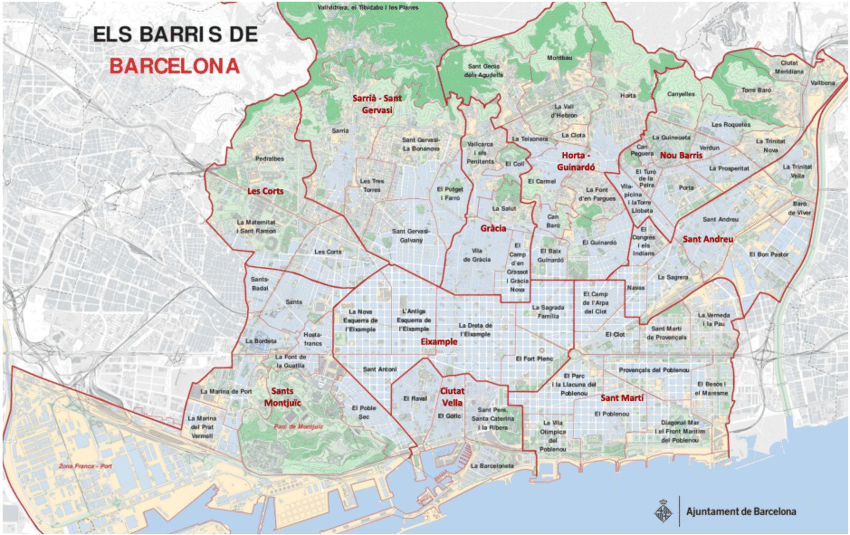 Vallvidrera, el Tibidabo i les Planes
ELS BARRIS DE
BARCELONA
Sant Genís
dels Agudells
Montbau
Ciutat
Meridiana
Vallbona
Torre Baró
Canyelles
Sarrià - Sant
Gervasi
La Vall
d'Hebron
Horta
Les Roquetes
Sarrià
Sant Gervasi-
La Bonanova
Vallcarca
i els
Penitents
La Teixonera
La Clota
La Guineueta
Verdun
La Trinitat
Nova
Can
Peguera
Nou Barris
Pedralbes
El Coll
Horta -
Guinardó
La Prosperitat
La Trinitat
Vella
Les Corts
Les Tres
Torres
El Putget
i Farró
El Carmel
La Font
d'en Fargues
El Turó
de la
Peira
Vila-
picina
i la Torre
Llobeta
Porta
La Maternitat
i Sant Ramon
La Salut
Can
Baró
Baró
de Viver
Sant Gervasi-
Galvany
Gràcia
Sant Andreu
Sant Andreu
Les Corts
Vila
de Gràcia
El Camp
d'en
Grassot
i Gràcia
Nova
El Baix
Guinardó
El Guinardó
El
Congrés
i els
Indians
El Bon Pastor
Sants-
Badal
La Sagrera
Navas
Sants
La Nova
Esquerra de
l'Eixample
L'Antiga
Esquerra de
l'Eixample
La Dreta de
l'Eixample
La Sagrada
Família
El Camp
de l'Arpa
del Clot
La Verneda
i La Pau
La Bordeta
Hosta-
francs
Eixample
El Clot
Sant Martí
de Provençals
La Font de
la Guatlla
Sant Antoni
El Fort Pienc
Provençals del Poblenou
La Marina de Port
Sants
Montjuïc
El Raval
Ciutat
Vella
El Parc
i la Llacuna del
Poblenou
Sant Martí
El Besòs i
el Maresme
La Marina
del Prat
Vermell
El Poble
Sec
El Gòtic
Sant Pere,
Santa Caterina
i la Ribera
El Poblenou
Parc de Montjuïc
La Vila
Olímpica
del
Poblenou
Diagonal Mar
i el Front Marítim
del Poblenou
Zona Franca - Port
La Barceloneta
Ajuntament de Barcelona